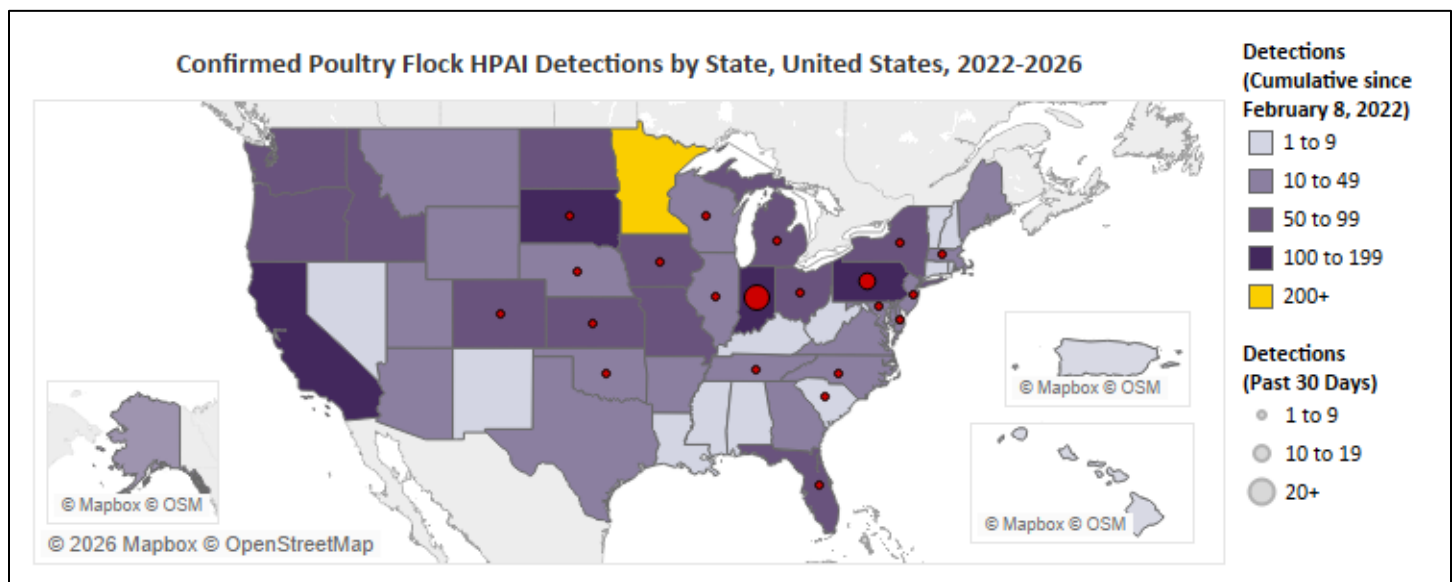 Confirmed Poultry Flock HPAI Detections by State, United States, 2022-2026
© Mapbox © OSM
© 2026 Mapbox © OpenStreetMap
© Mapbox © OSM
© Mapbox © OSM
Detections
(Cumulative since
February 8, 2022)
1 to 9
10 to 49
50 to 99
100 to 199
200+
Detections
(Past 30 Days)
1 to 9
10 to 19
20+